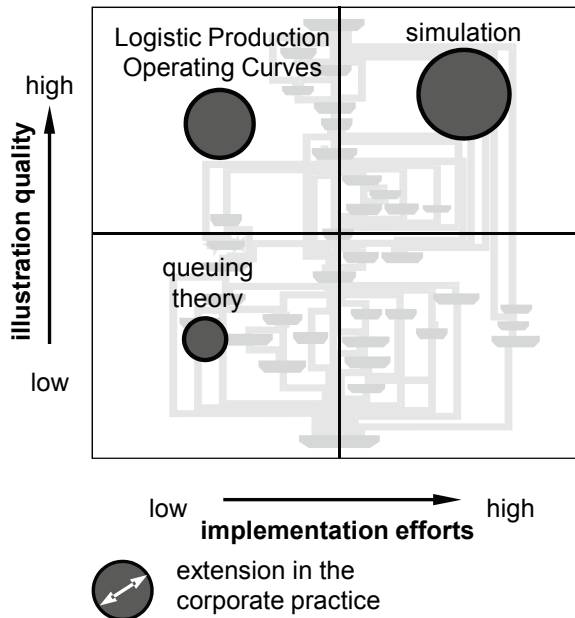 Logistic Production
Operating Curves
simulation
high
illustration quality
queuing
theory
low
low
high
implementation efforts
extension in the
corporate practice